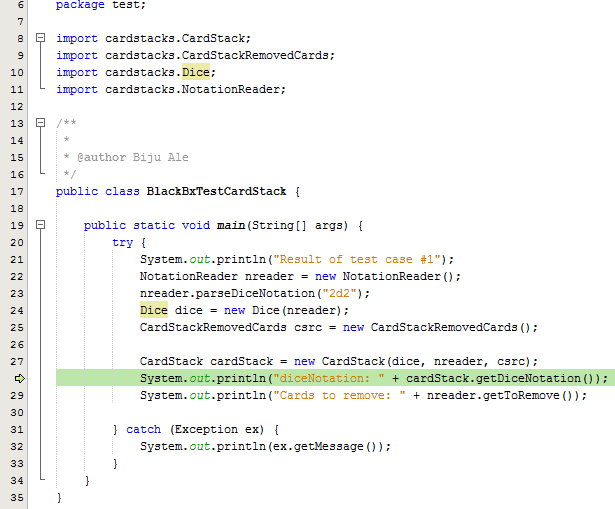 6 package test;
7
8 import cardstacks.CardStack;
9 import cardstacks.CardStackRemovedCards;
10 import cardstacks.Dice;
11 import cardstacks.NotationReader;
12
13 /**
14 *
15 * @author Biju Ale
16 */
17 public class BlackBxTestCardStack {
18
19 public static void main(String[] args) {
20 try {
21 System.out.println("Result of test case #1");
22 NotationReader nreader = new NotationReader();
23 nreader.parseDiceNotation("2d2");
24 Dice dice = new Dice(nreader);
25 CardStackRemovedCards csrc = new CardStackRemovedCards();
26
27 CardStack cardStack = new CardStack(dice, nreader, csrc);
System.out.println("diceNotation: " + cardStack.getDiceNotation());
29 System.out.println("Cards to remove: " + nreader.getToRemove());
30
31 } catch (Exception ex) {
32 System.out.println(ex.getMessage());
33 }
34 }
35 }